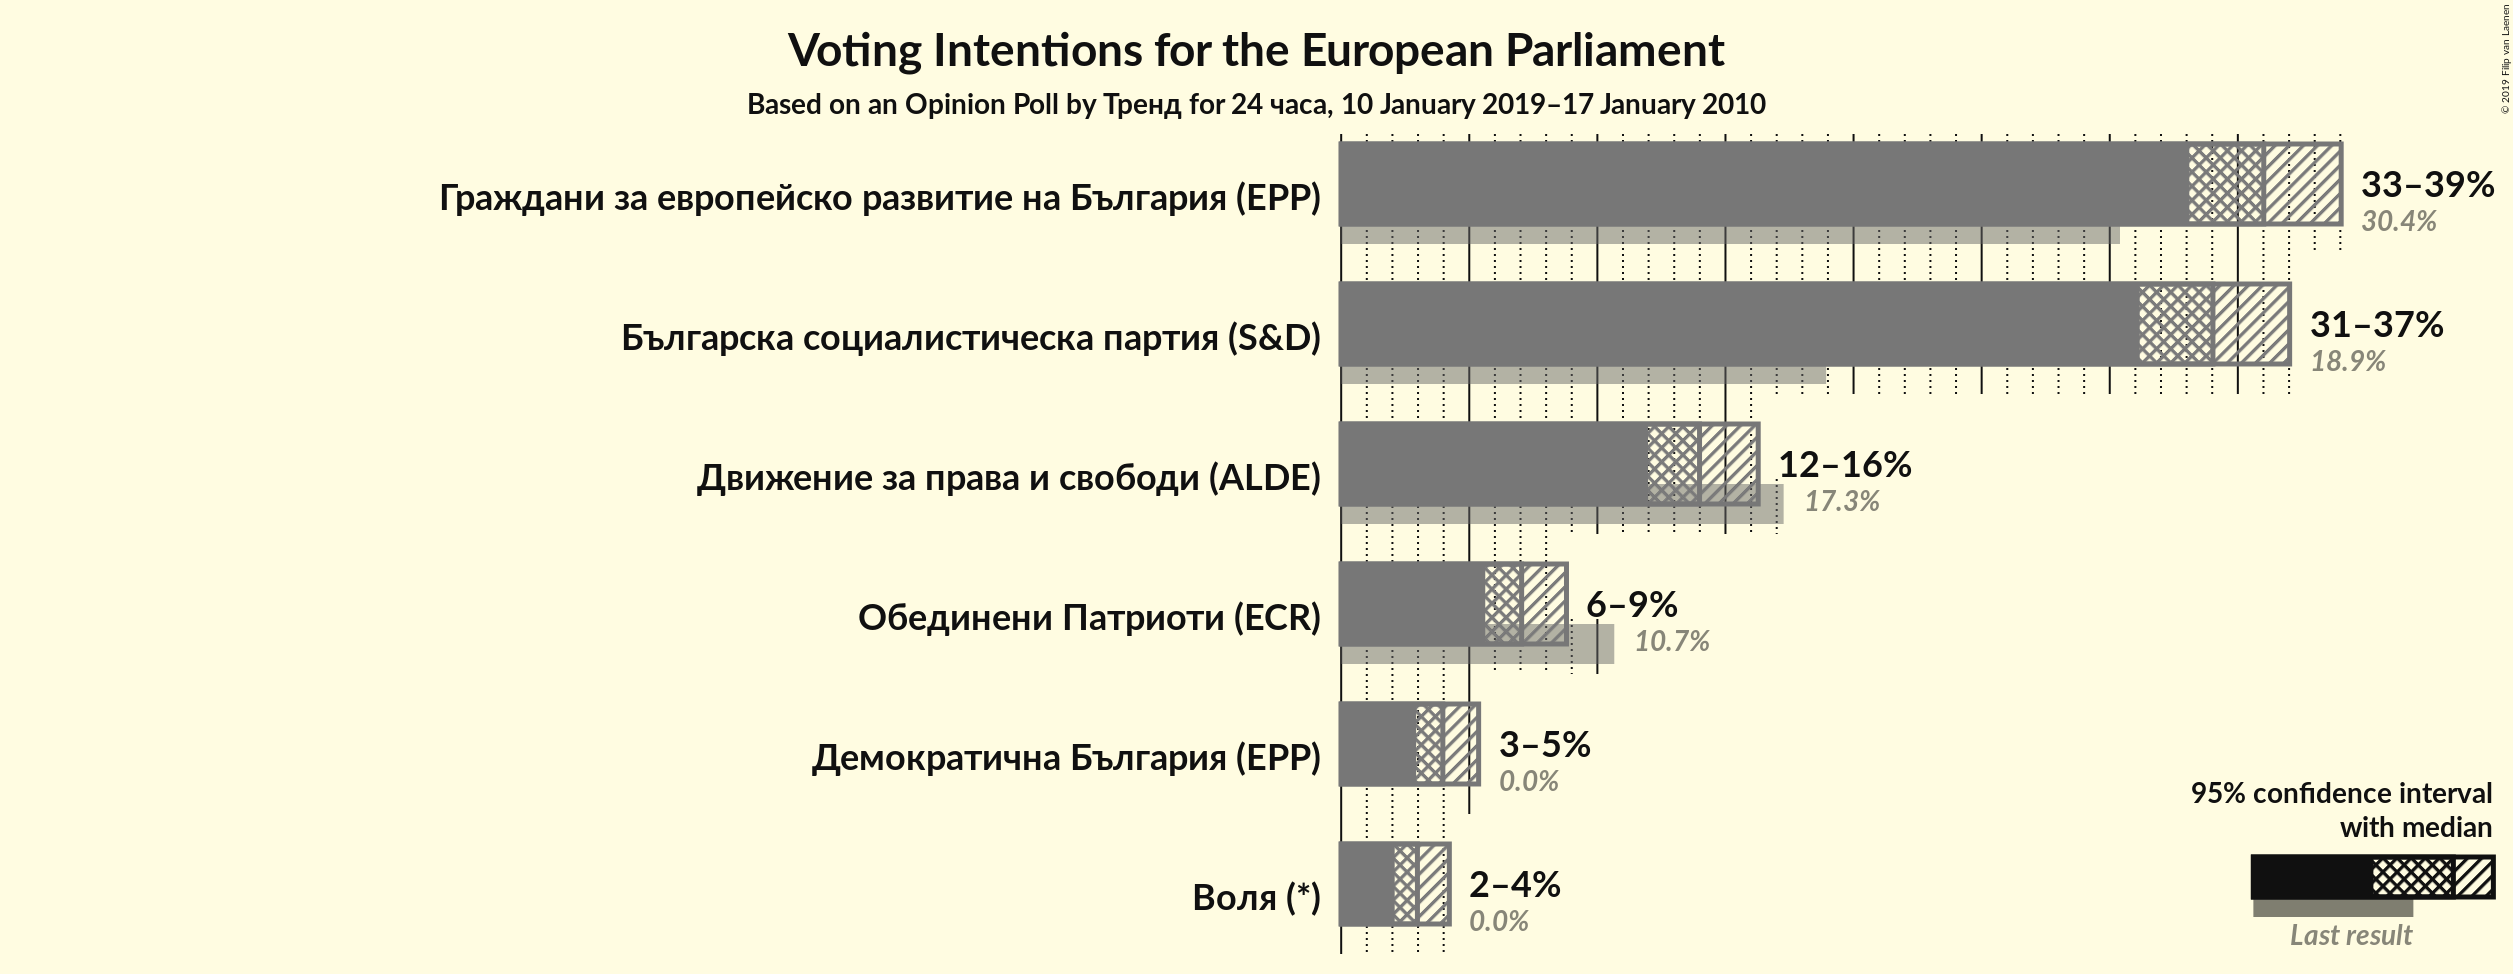 Voting Intentions for the European Parliament
Based on an Opinion Poll by Тренд for 24 часа, 10 January 2019–17 January 2010
© 2019 Filip van Laenen
Граждани за европейско развитие на България (EPP)
33–39%
30.4%
Българска социалистическа партия (S&D)
31–37%
18.9%
Движение за права и свободи (ALDE)
12–16%
17.3%
Обединени Патриоти (ECR)
6–9%
10.7%
Демократична България (EPP)
3–5%
0.0%
Воля (*)
2–4%
0.0%
95% confidence interval
with median
Last result